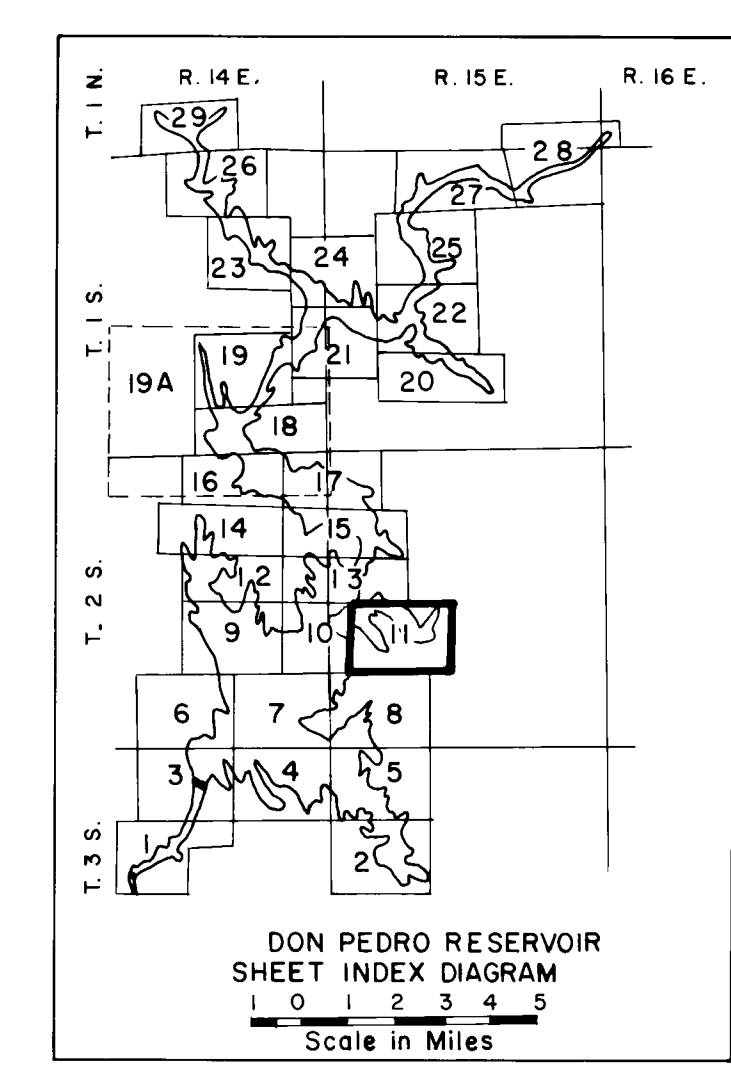 R. 14 E. R. 15 E. R. 16 E.
T. 1 N.
29
28
26
27
24
25
23
22
T. 1 S.
21
19
19A
20
18
16 17
14 15
12 13
T. 2 S.
9 10 11
6 7 8
3 4 5
T. 3 S.
1
2
DON PEDRO RESERVOIR
SHEET INDEX DIAGRAM
1 0 1 2 3 4 5
Scale in Miles